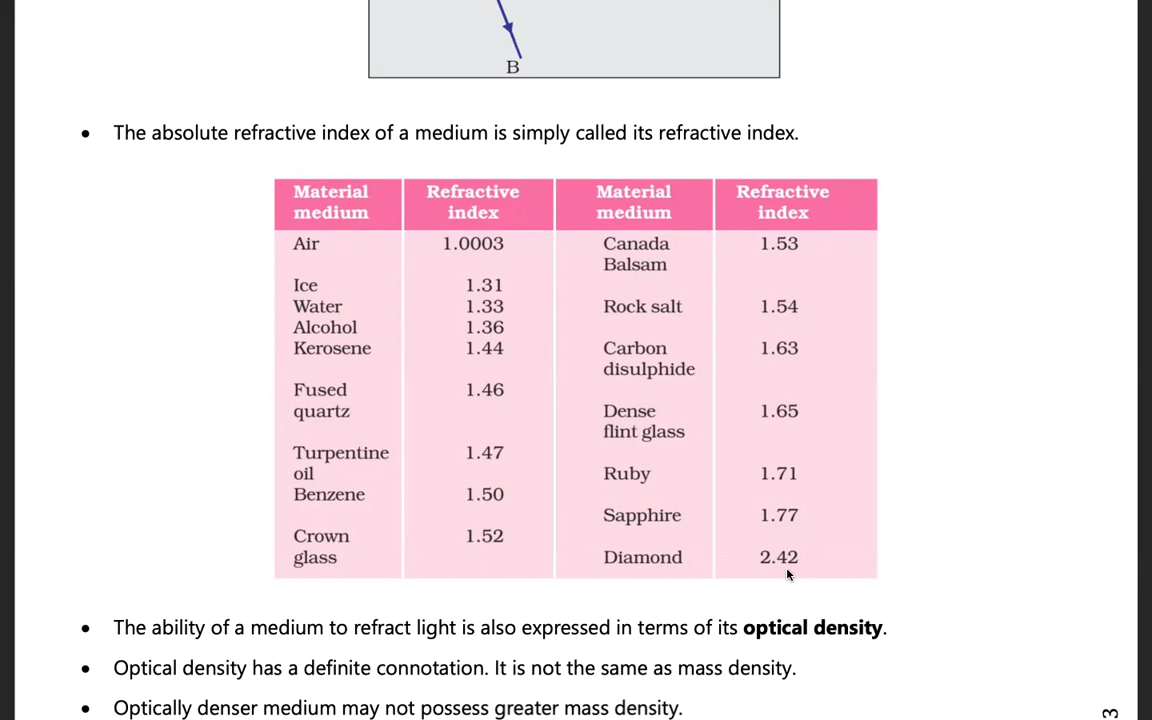 B
• The absolute refractive index of a medium is simply called its refractive index.
Material medium | Refractive index | Material medium | Refractive index
Air 1.0003 Canada
Balsam 1.53
Ice 1.31
Water 1.33 Rock salt 1.54
Alcohol 1.36
Kerosene 1.44 Carbon
disulphide 1.63
Fused
quartz 1.46
Dense
flint glass 1.65
Turpentine
oil 1.47
Ruby 1.71
Benzene 1.50
Sapphire 1.77
Crown
glass 1.52
Diamond 2.42
• The ability of a medium to refract light is also expressed in terms of its optical density.
• Optical density has a definite connotation. It is not the same as mass density.
• Optically denser medium may not possess greater mass density.
3